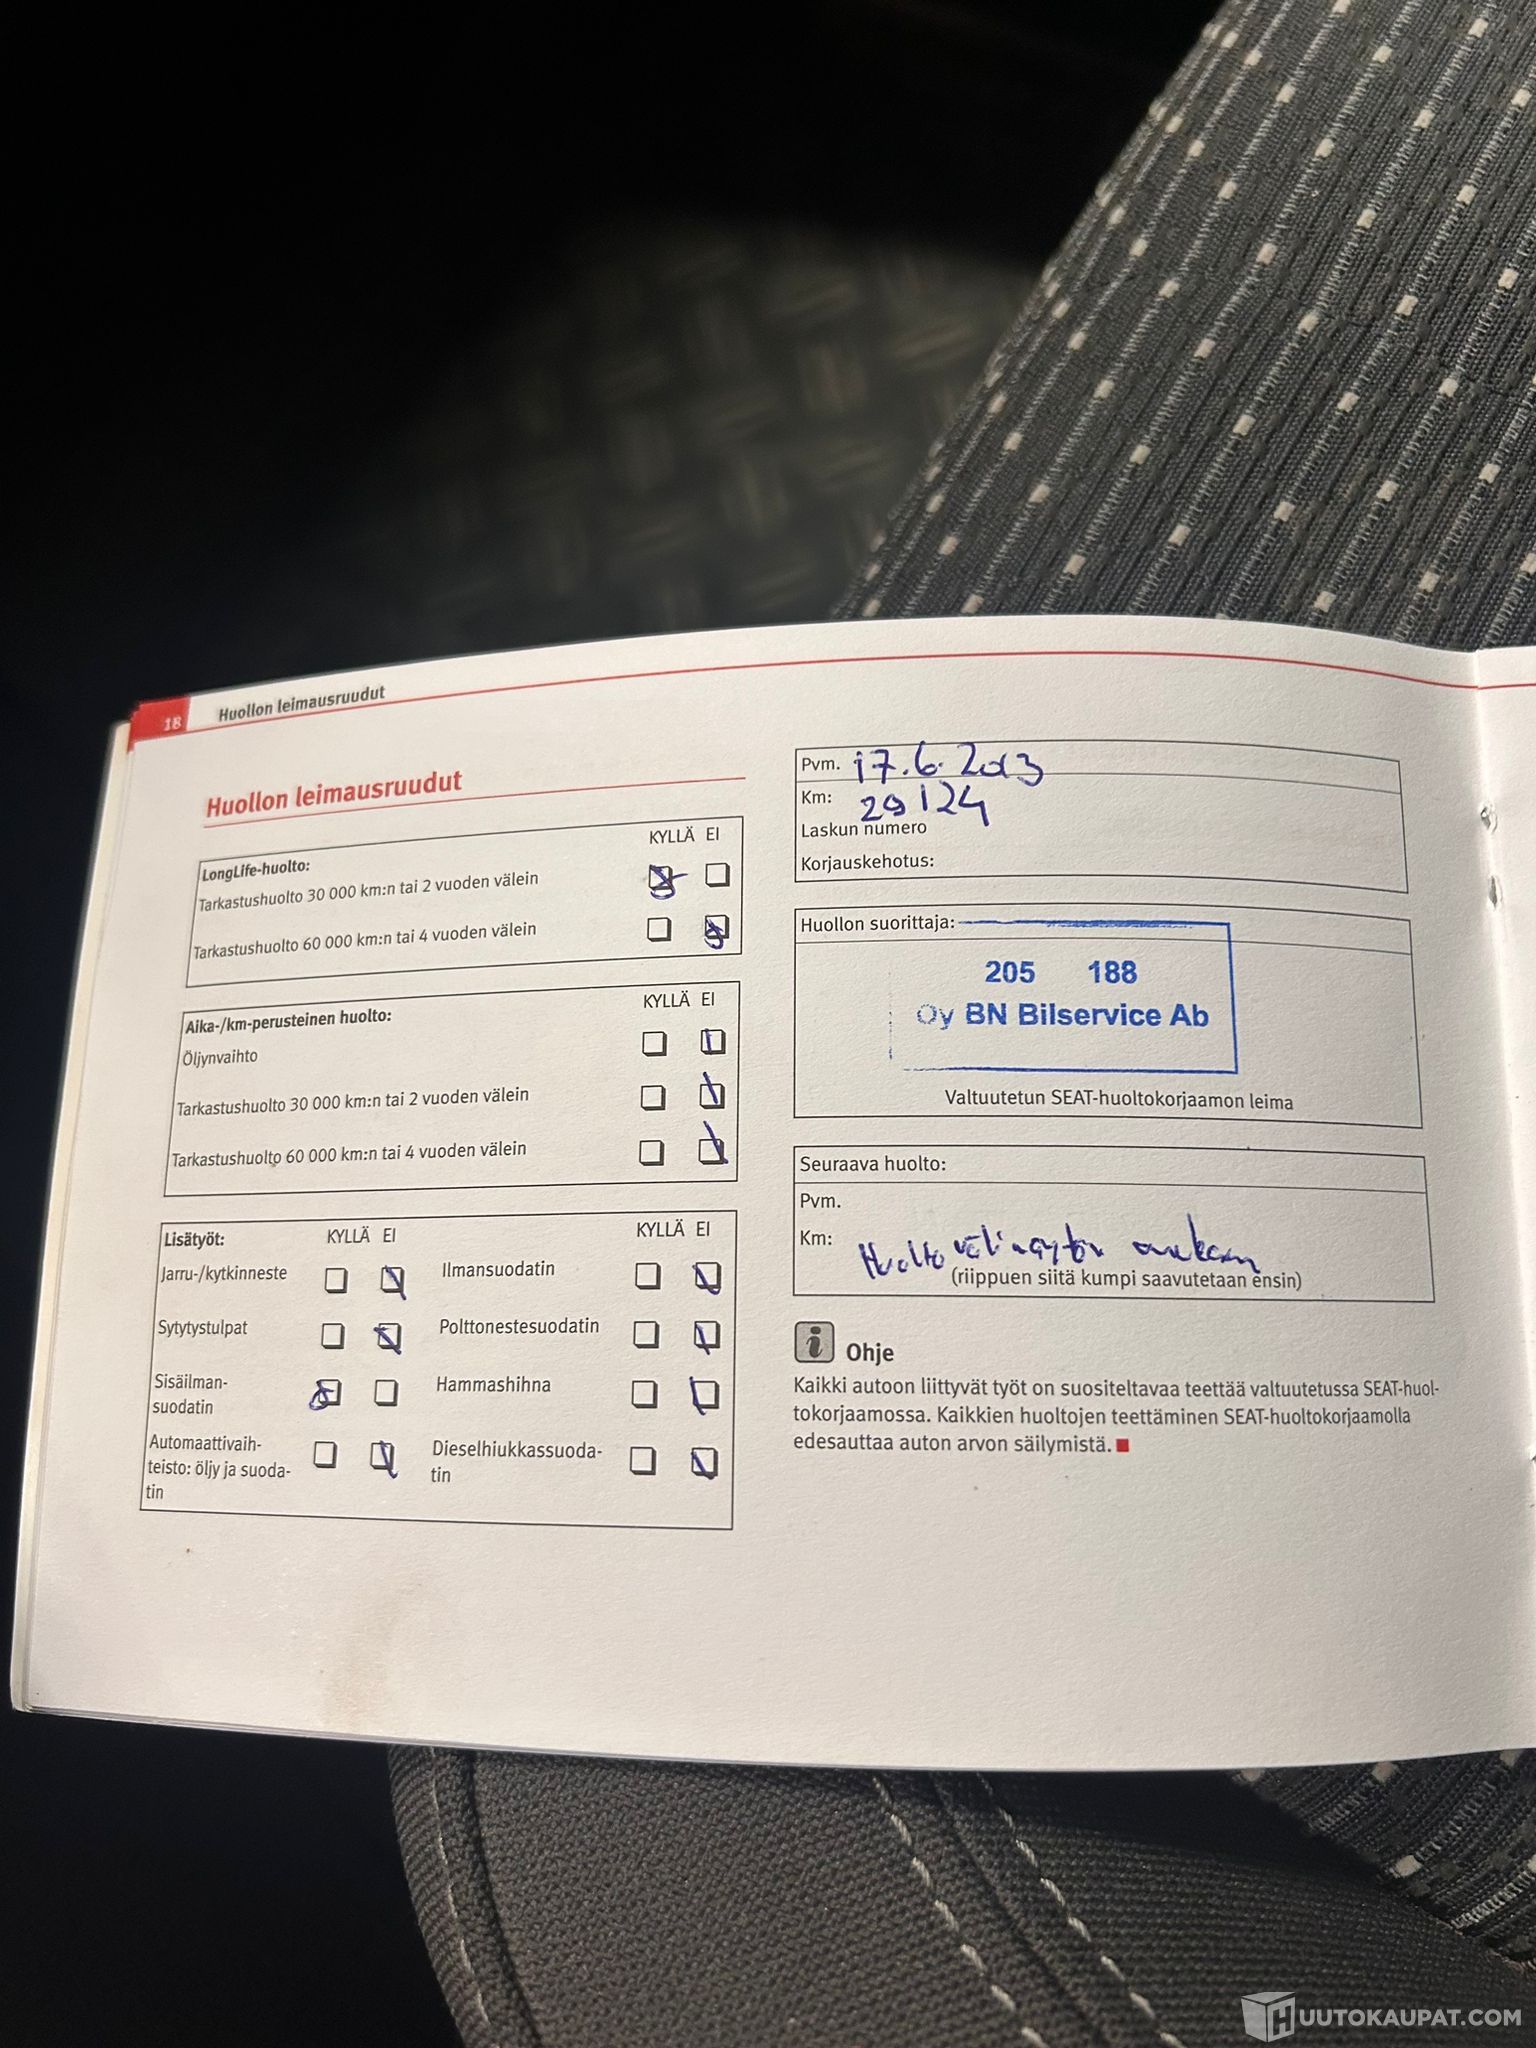 18 Huollon leimausruudut
Huollon leimausruudut
KYLLÄ EI
LongLife-huolto:
Tarkastushuolto 30 000 km:n tai 2 vuoden välein
Tarkastushuolto 60 000 km:n tai 4 vuoden välein
KYLLÄ EI
Aika-/km-perusteinen huolto:
Öljynvaihto
Tarkastushuolto 30 000 km:n tai 2 vuoden välein
Tarkastushuolto 60 000 km:n tai 4 vuoden välein
Lisätyöt: KYLLÄ EI KYLLÄ EI
Jarru-/kytkinneste Ilmansuodatin
Sytytystulpat Polttonestesuodatin
Sisäilman-
suodatin
Hammashihna
Automaattivaih-
teisto: öljy ja suoda-
tin
Dieselhiukkassuoda-
tin
Pvm. 17.6.2013
Km: 29124
Laskun numero
Korjauskehotus:
Huollon suorittaja:
205 188
Oy BN Bilservice Ab
Valtuutetun SEAT-huoltokorjaamon leima
Seuraava huolto:
Pvm.
Km: Huolto välinäytön mukaan
(riippuen siitä kumpi saavutetaan ensin)
i Ohje
Kaikki autoon liittyvät työt on suositeltavaa teettää valtuutetussa SEAT-huol-
tokorjaamossa. Kaikkien huoltojen teettäminen SEAT-huoltokorjaamolla
edesauttaa auton arvon säilymistä.
HUUTOKAUPAT.COM